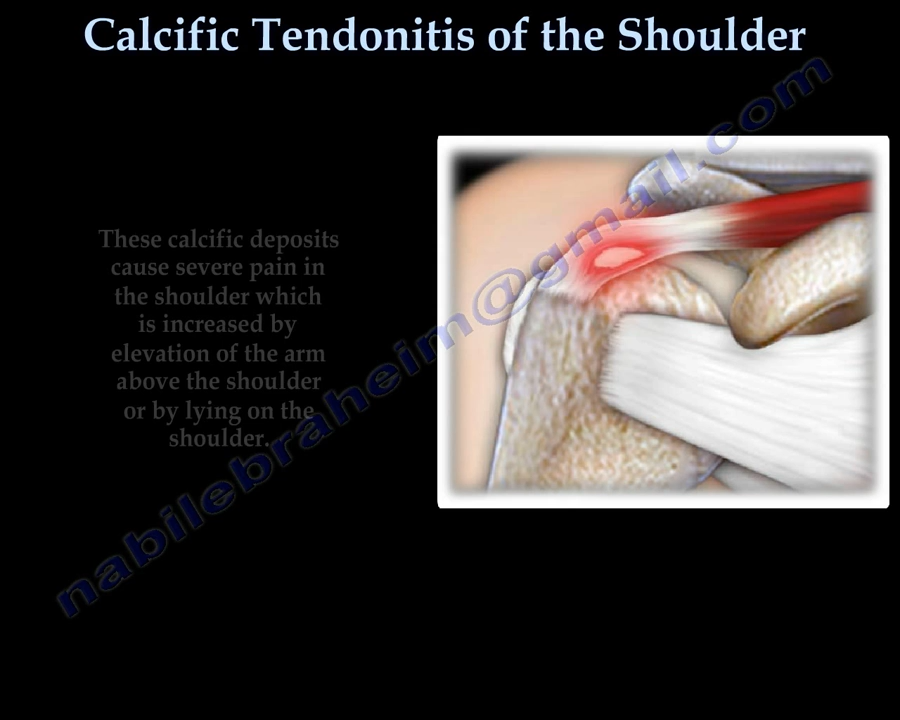 Calcific Tendonitis of the Shoulder
These calcific deposits
cause severe pain in
the shoulder which
is increased by
elevation of the arm
above the shoulder
or by lying on the
shoulder.
nabilebraheim@gmail.com